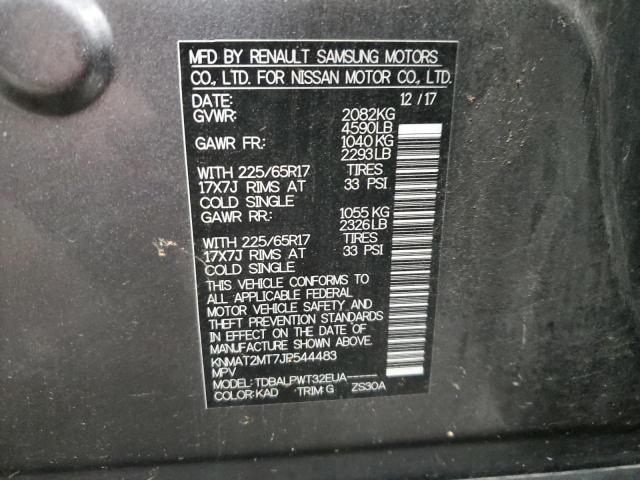 MFD BY RENAULT SAMSUNG MOTORS
CO., LTD. FOR NISSAN MOTOR CO., LTD.
DATE: 12 / 17
GVWR: 2082KG
4590LB
GAWR FR: 1040 KG
2293LB
WITH 225/65R17 TIRES
17X7J RIMS AT 33 PSI
COLD SINGLE
GAWR RR: 1055 KG
2326LB
WITH 225/65R17 TIRES
17X7J RIMS AT 33 PSI
COLD SINGLE
THIS VEHICLE CONFORMS TO
ALL APPLICABLE FEDERAL
MOTOR VEHICLE SAFETY AND
THEFT PREVENTION STANDARDS
IN EFFECT ON THE DATE OF
MANUFACTURE SHOWN ABOVE.
KNMAT2MT7JP544483
MPV
MODEL: TDBALPWT32EUA-----
COLOR: KAD TRIM: G ZS30A